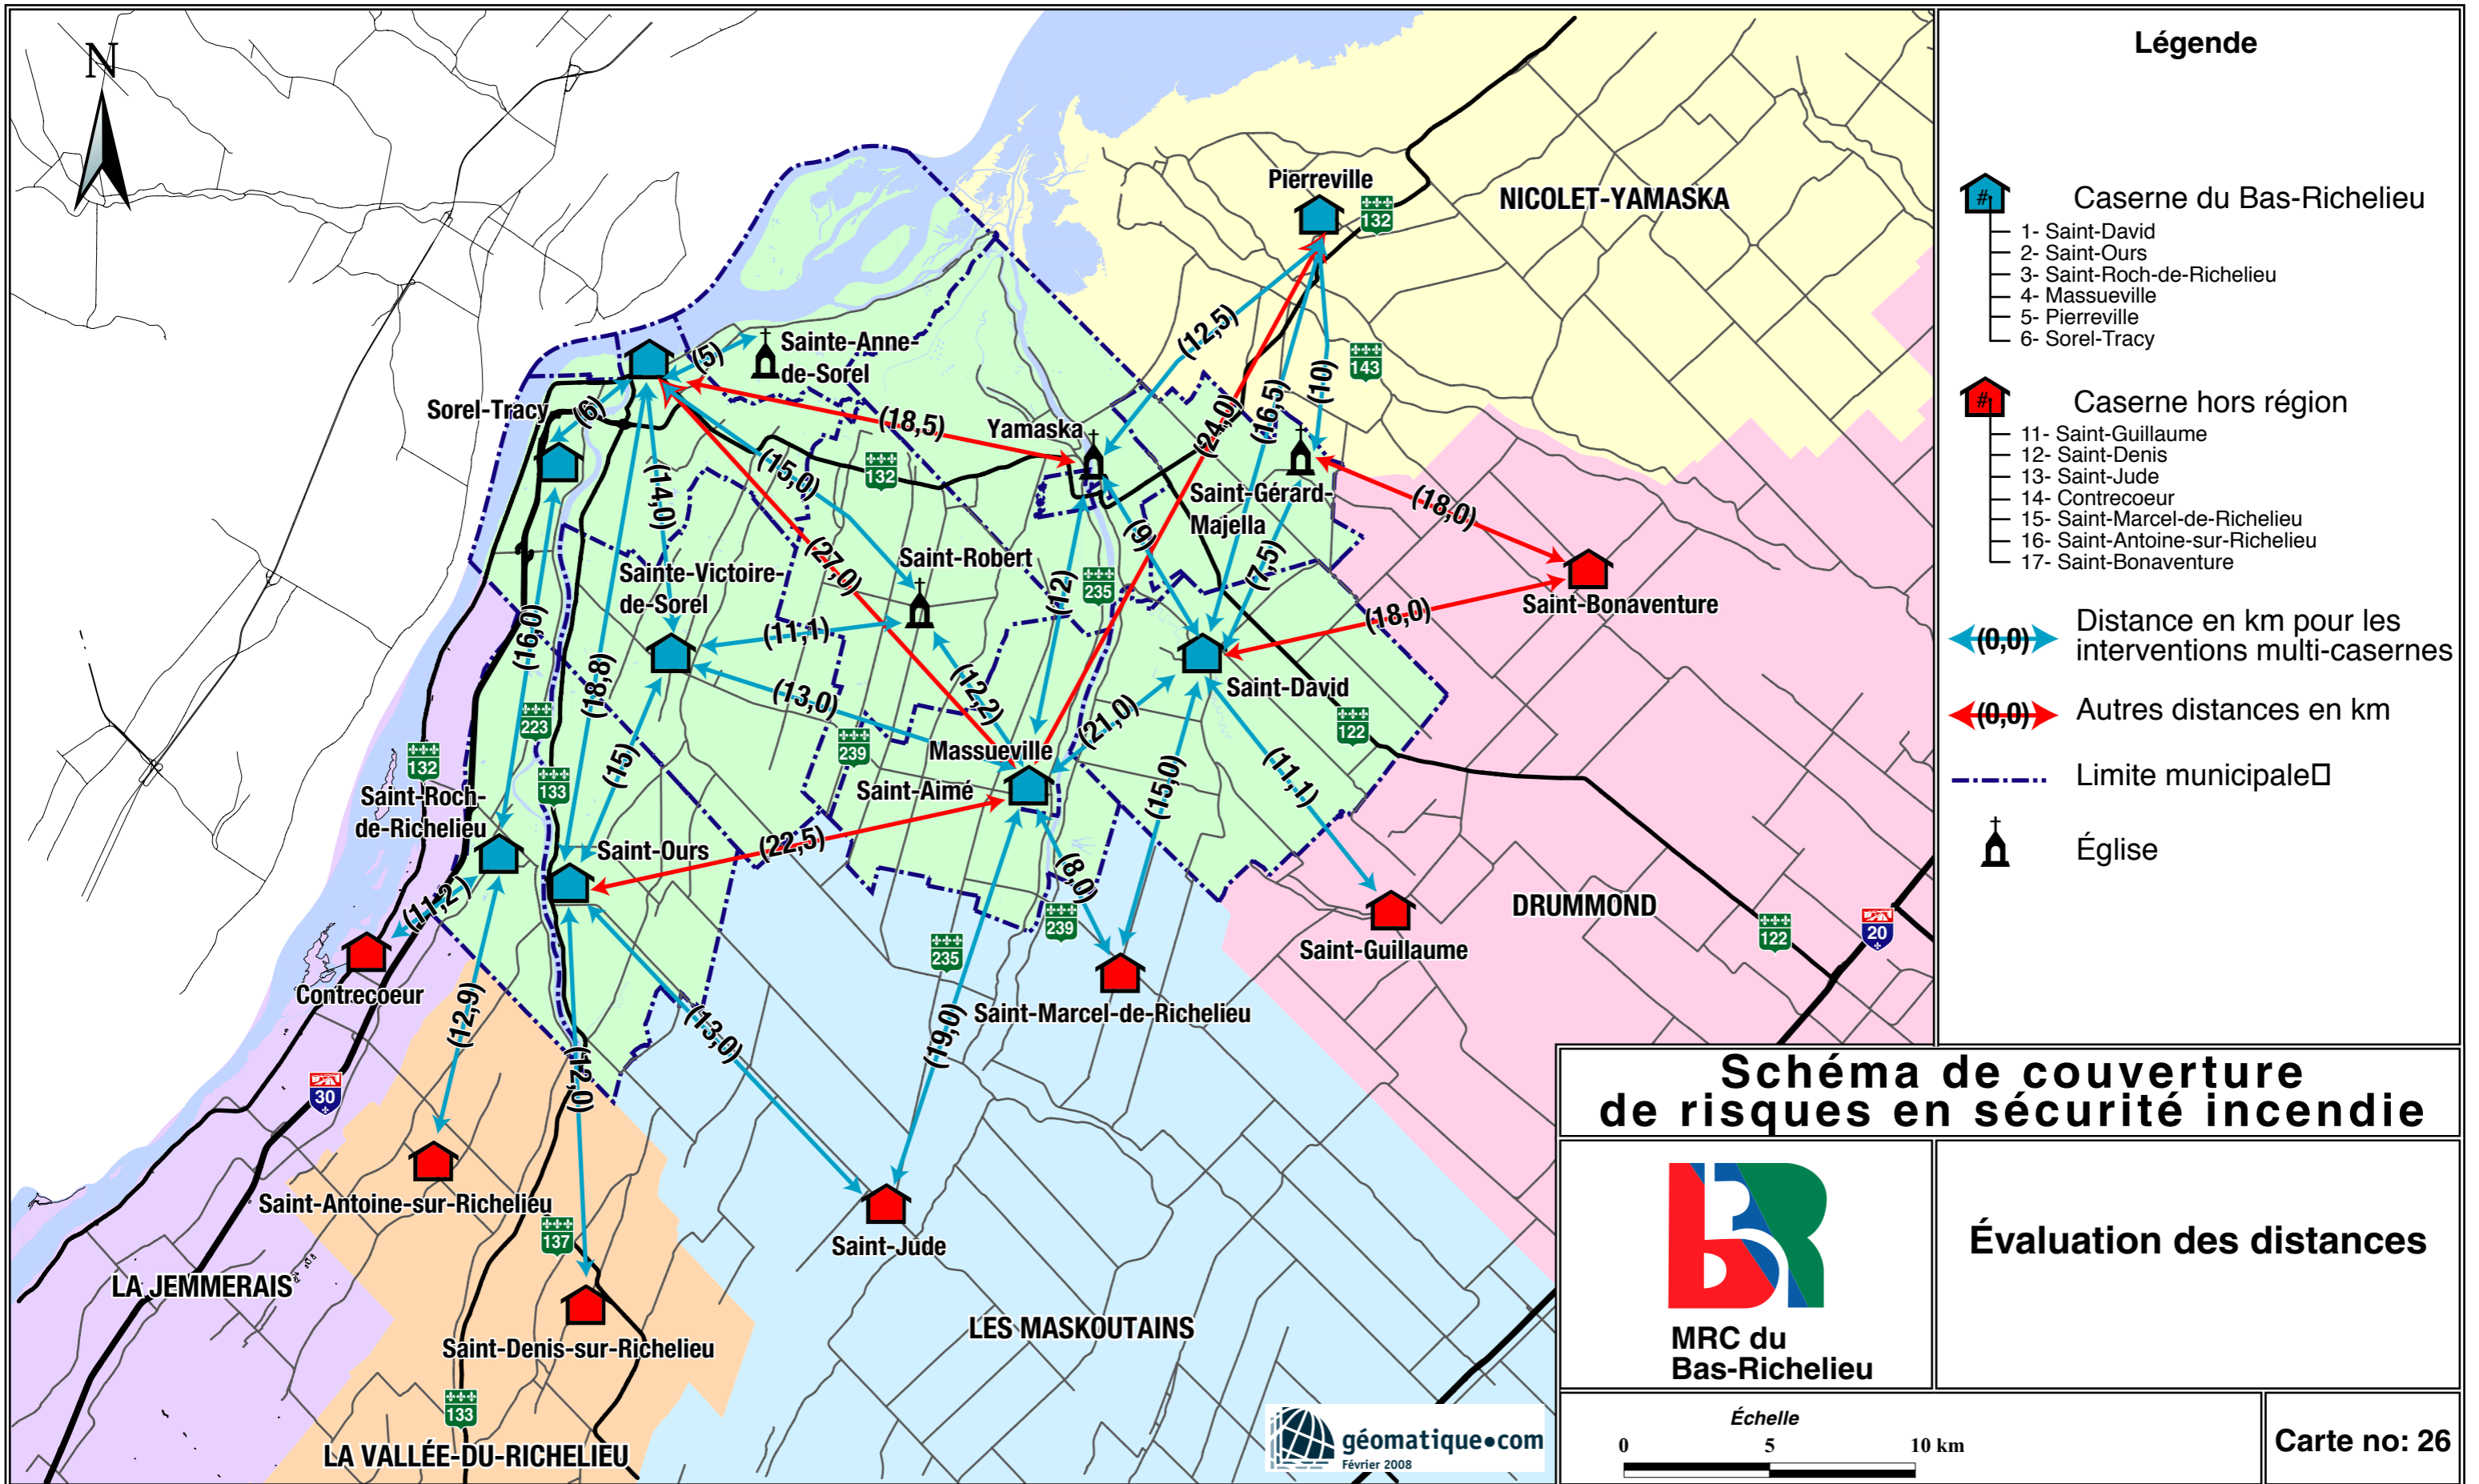 N
Pierreville
132
NICOLET-YAMASKA
(12,5)
143
(10)
(16,5)
(24,0)
(5)
Sainte-Anne-
de-Sorel
Sorel-Tracy
(6)
(18,5)
Yamaska
132
(15,0)
(14,0)
Saint-Gérard-
Majella
(18,0)
(9)
(7,5)
(27,0)
Saint-Robert
Sainte-Victoire-
de-Sorel
(12)
235
Saint-Bonaventure
(18,0)
(11,1)
(16,0)
(18,8)
(13,0)
(12,2)
Saint-David
223
(21,0)
122
239
Massueville
Saint-Aimé
(15)
132
133
(15,0)
(11,1)
Saint-Roch-
de-Richelieu
Saint-Ours
(22,5)
(8,0)
(11,2)
DRUMMOND
122
20
239
235
Saint-Guillaume
Contrecoeur
(12,9)
Saint-Marcel-de-Richelieu
(13,0)
(19,0)
(12,0)
30
Saint-Antoine-sur-Richelieu
137
Saint-Jude
LA JEMMERAIS
LES MASKOUTAINS
Saint-Denis-sur-Richelieu
133
LA VALLÉE-DU-RICHELIEU
géomatique•com
Février 2008
Légende
#
Caserne du Bas-Richelieu
1- Saint-David
2- Saint-Ours
3- Saint-Roch-de-Richelieu
4- Massueville
5- Pierreville
6- Sorel-Tracy
#
Caserne hors région
11- Saint-Guillaume
12- Saint-Denis
13- Saint-Jude
14- Contrecoeur
15- Saint-Marcel-de-Richelieu
16- Saint-Antoine-sur-Richelieu
17- Saint-Bonaventure
(0,0)
Distance en km pour les
interventions multi-casernes
(0,0)
Autres distances en km
Limite municipale
Église
Schéma de couverture
de risques en sécurité incendie
MRC du
Bas-Richelieu
Évaluation des distances
Échelle
0 5 10 km
Carte no: 26